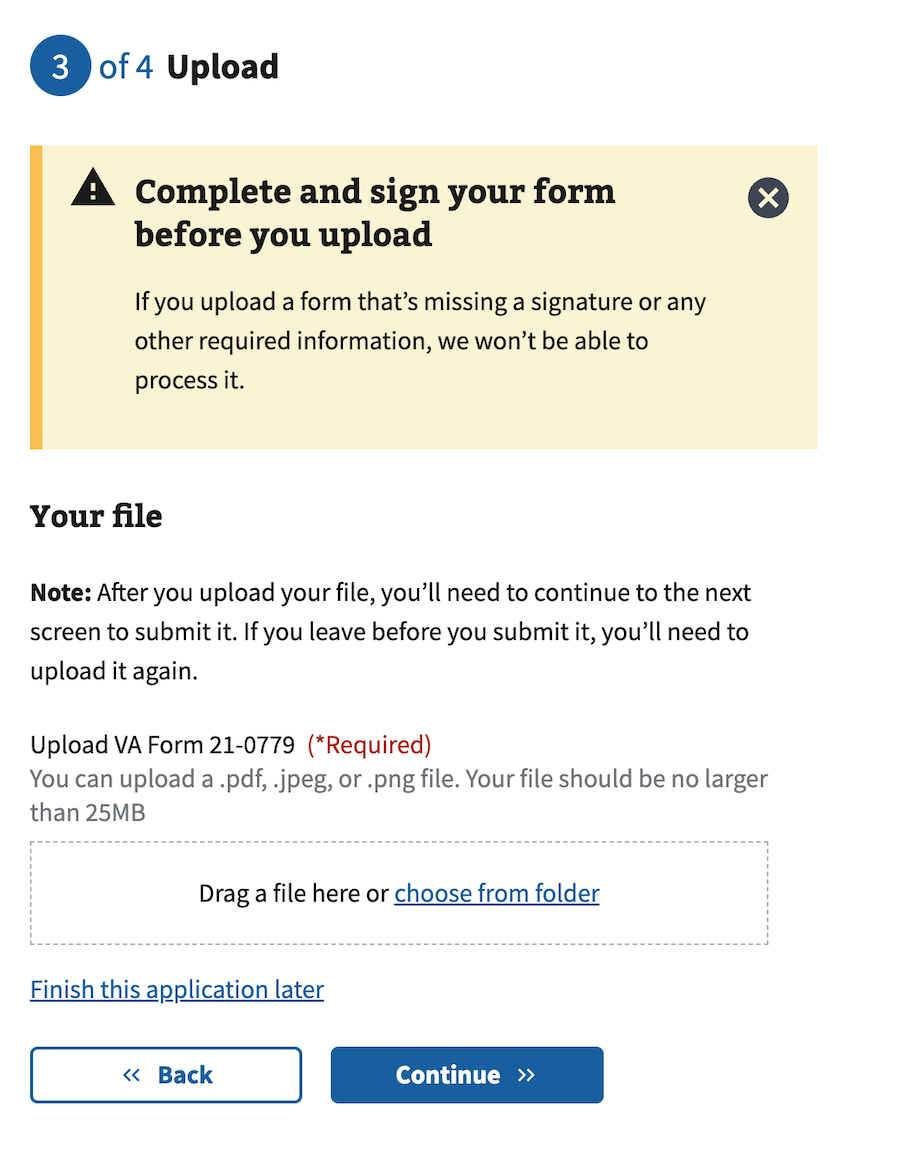 3 of 4 Upload
Complete and sign your form
before you upload
If you upload a form that’s missing a signature or any
other required information, we won’t be able to
process it.
Your file
Note: After you upload your file, you’ll need to continue to the next
screen to submit it. If you leave before you submit it, you’ll need to
upload it again.
Upload VA Form 21-0779 (*Required)
You can upload a .pdf, .jpeg, or .png file. Your file should be no larger
than 25MB
Drag a file here or choose from folder
Finish this application later
« Back
Continue »